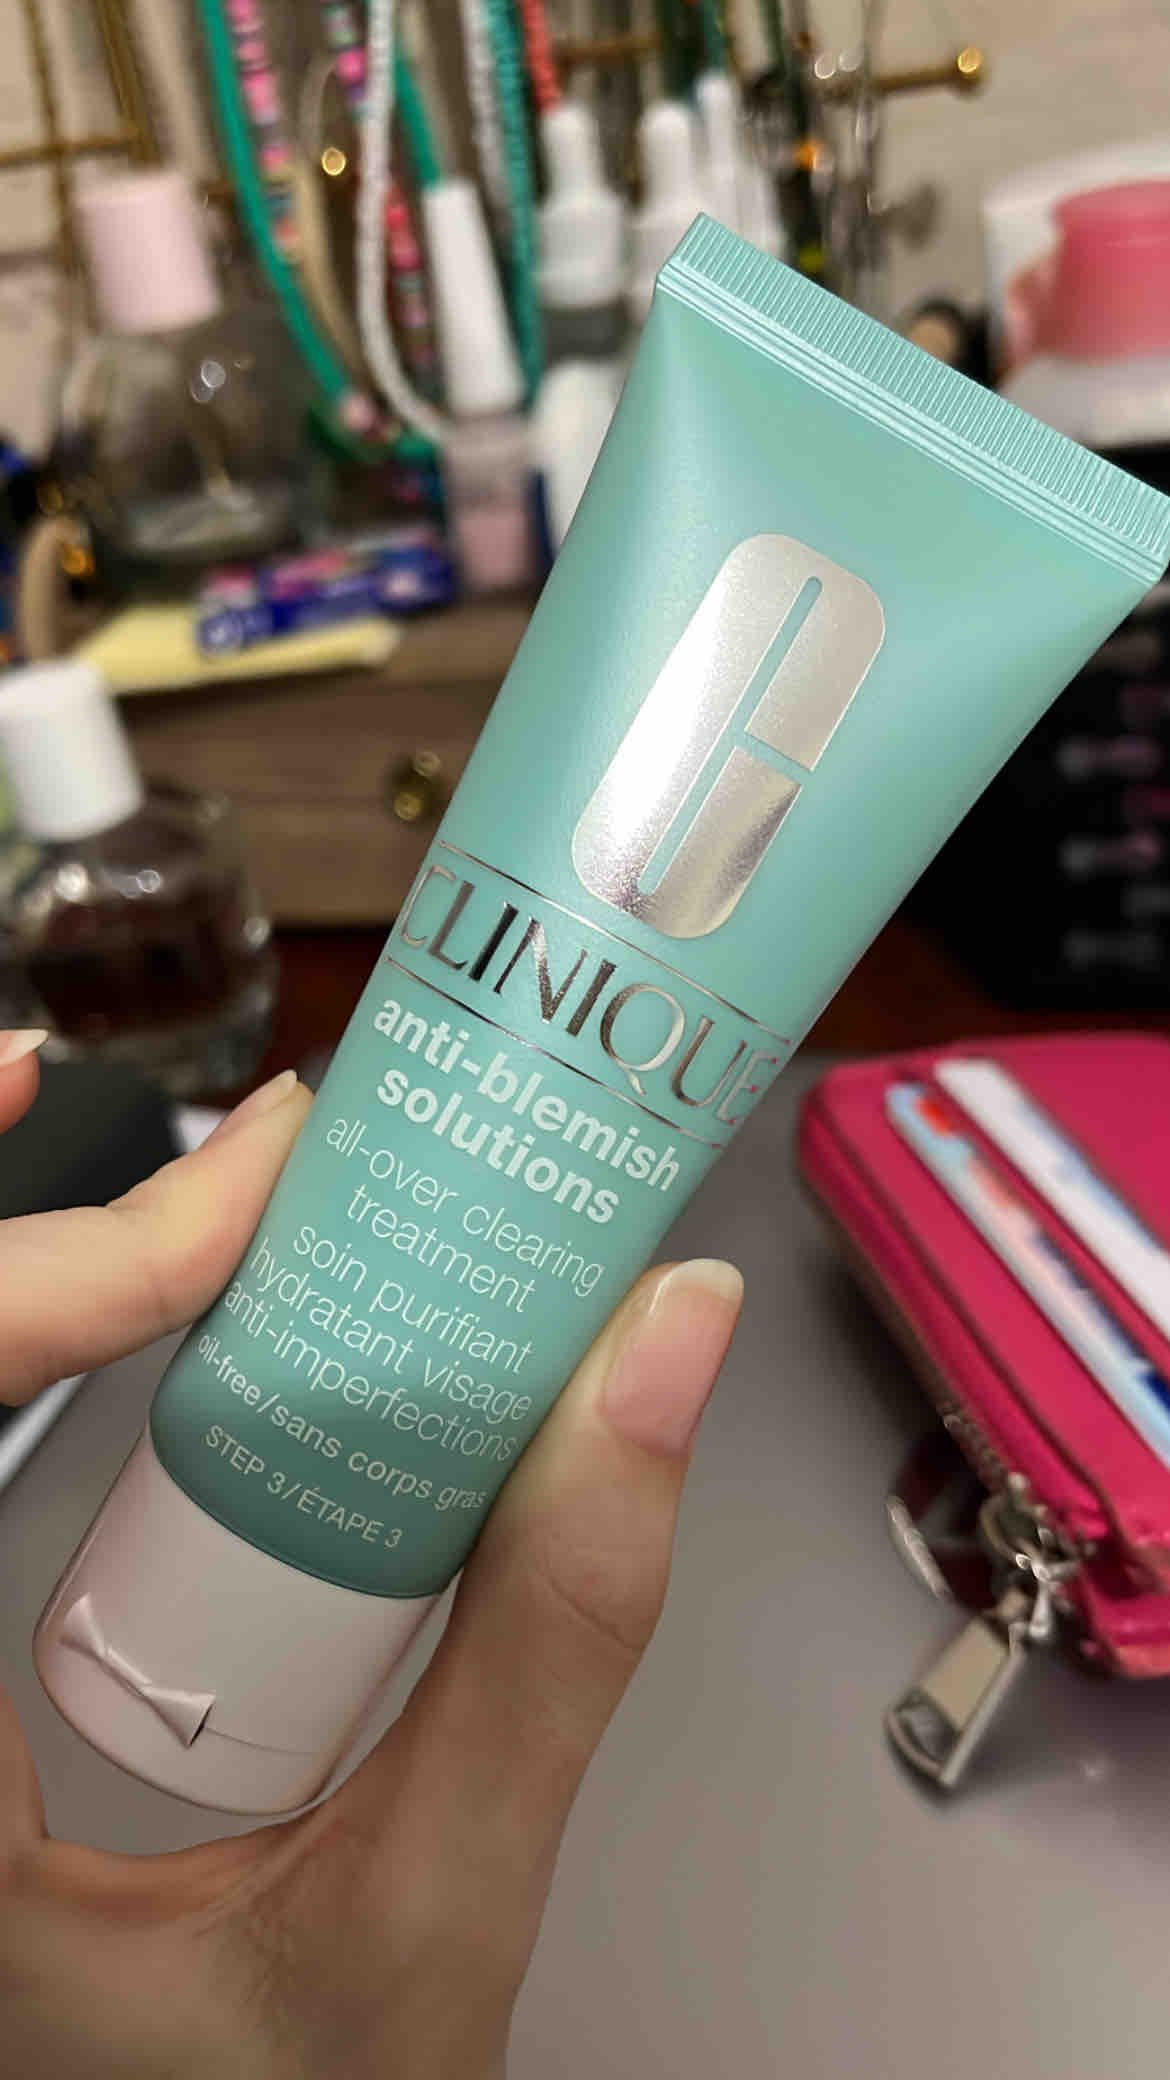 CLINIQUE
anti-blemish
solutions
all-over clearing
treatment
soin purifiant
hydratant visage
anti-imperfections
oil-free/sans corps gras
STEP 3/ÉTAPE 3